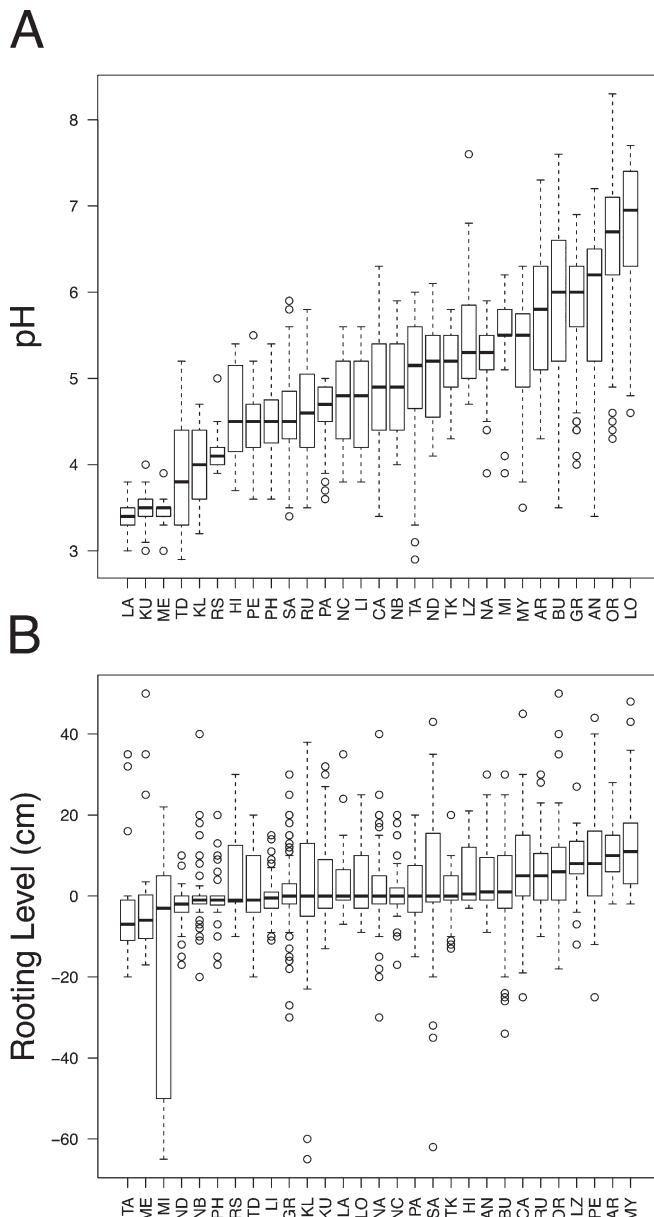 A
pH
8
7
6
5
4
3
LA KU ME TD KL RS HI PE PH SA RU PA NC LI CA NB TA ND TK LZ NA MI MY AR BU GR AN OR LO
B
Rooting Level (cm)
40
20
0
−20
−40
−60
TA ME MI ND NB PH RS TD LI GR KL KU LA LO NA NC PA SA TK HI AN BU CA RU OR LZ PE AR MY